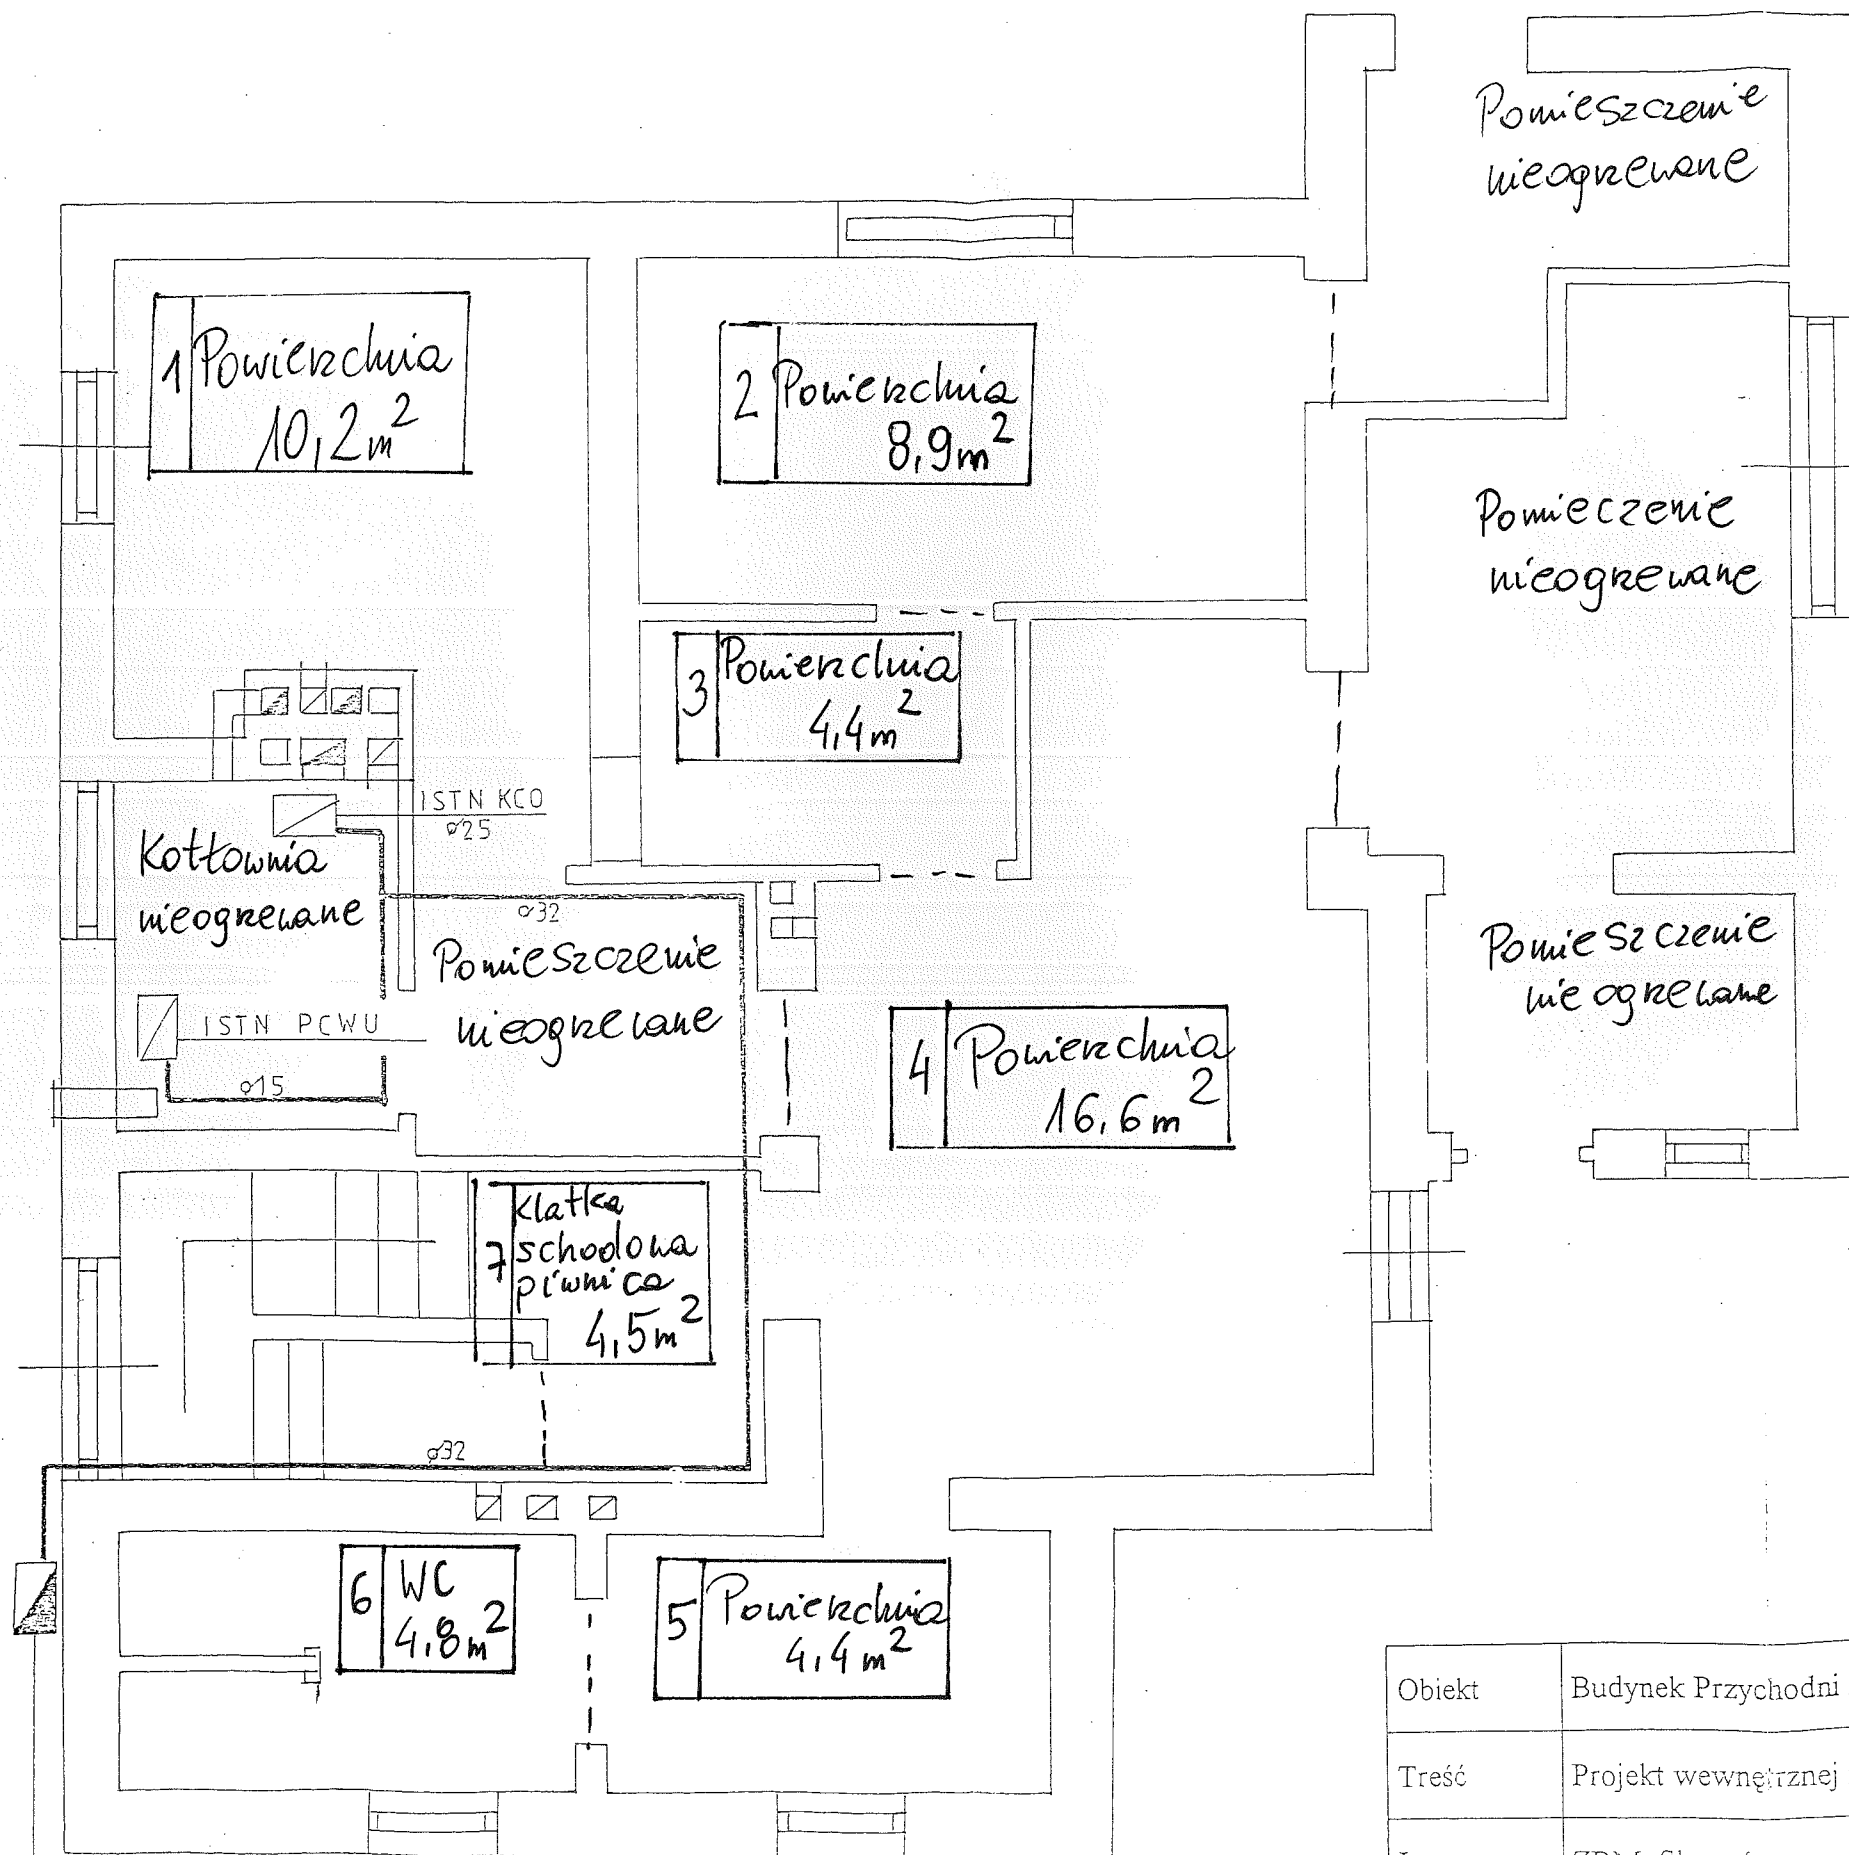 Pomieszczenie
nieogrzewane
1 Powierzchnia
10,2m²
2 Powierzchnia
8,9m²
Pomieczenie
nieogrzewane
3 Powierzchnia
4,4m²
ISTN KCO
ø25
Kotłownia
nieogrzewane
ø32
Pomieszczenie
nieogrzewane
Pomieszczenie
nieogrzewane
ISTN PCWU
ø15
4 Powierzchnia
16,6m²
7 Klatka
schodowa
piwnica
4,5m²
ø32
6 WC
4,8m²
5 Powierzchnia
4,4m²
Obiekt Budynek Przychodni
Treść Projekt wewnętrznej